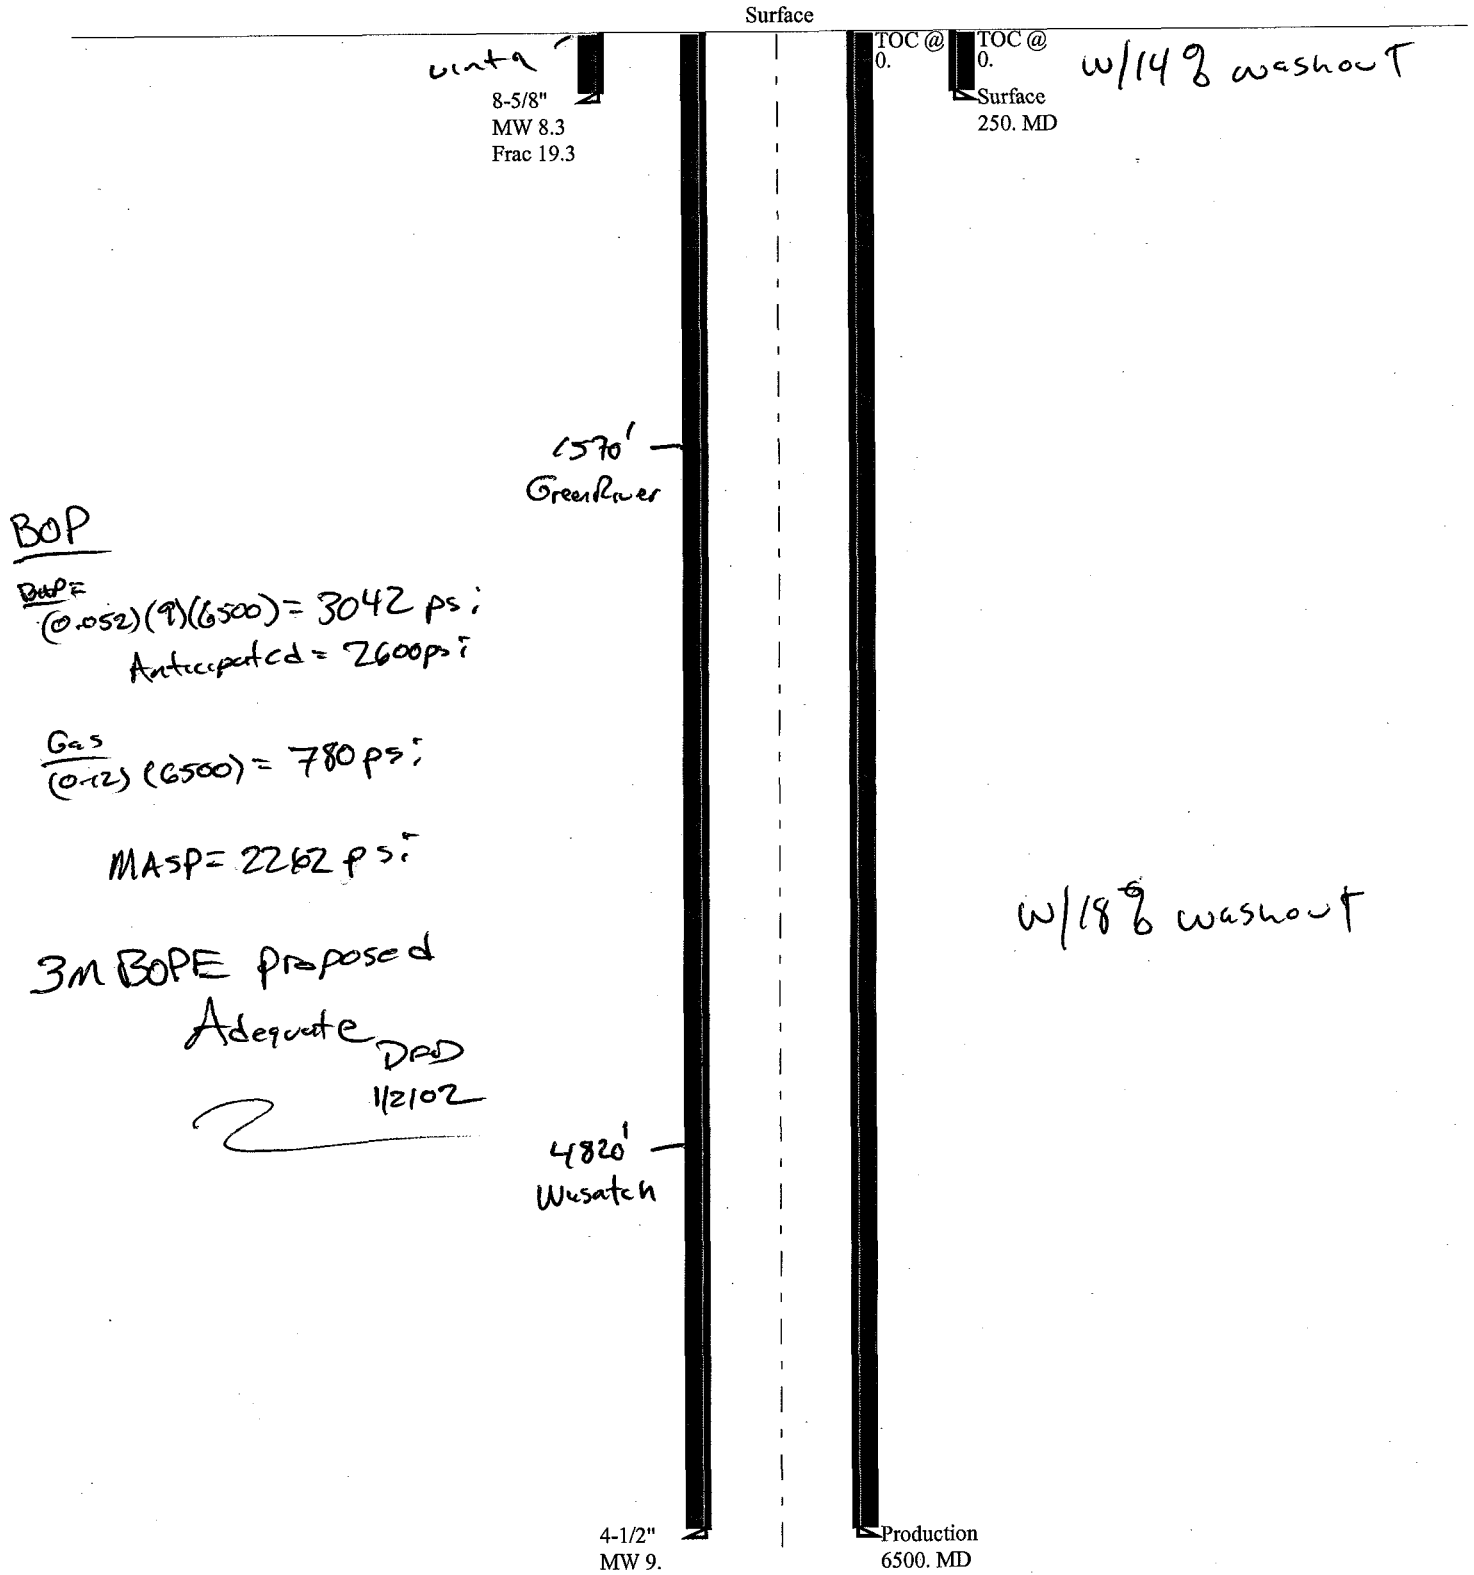 Surface
TOC @
0.
TOC @
0.
w/14% washout
uinta
8-5/8"
MW 8.3
Frac 19.3
Surface
250. MD
1570'
Green River
BOP
(0.052)(9)(6500) = 3042 psi
Anticipated = 2600 psi
Gas
(0.12)(6500) = 780 psi
MASP = 2262 psi
w/18% washout
3M BOPE proposed
Adequate
1/2/02
4820'
Wasatch
4-1/2"
MW 9.
Production
6500. MD